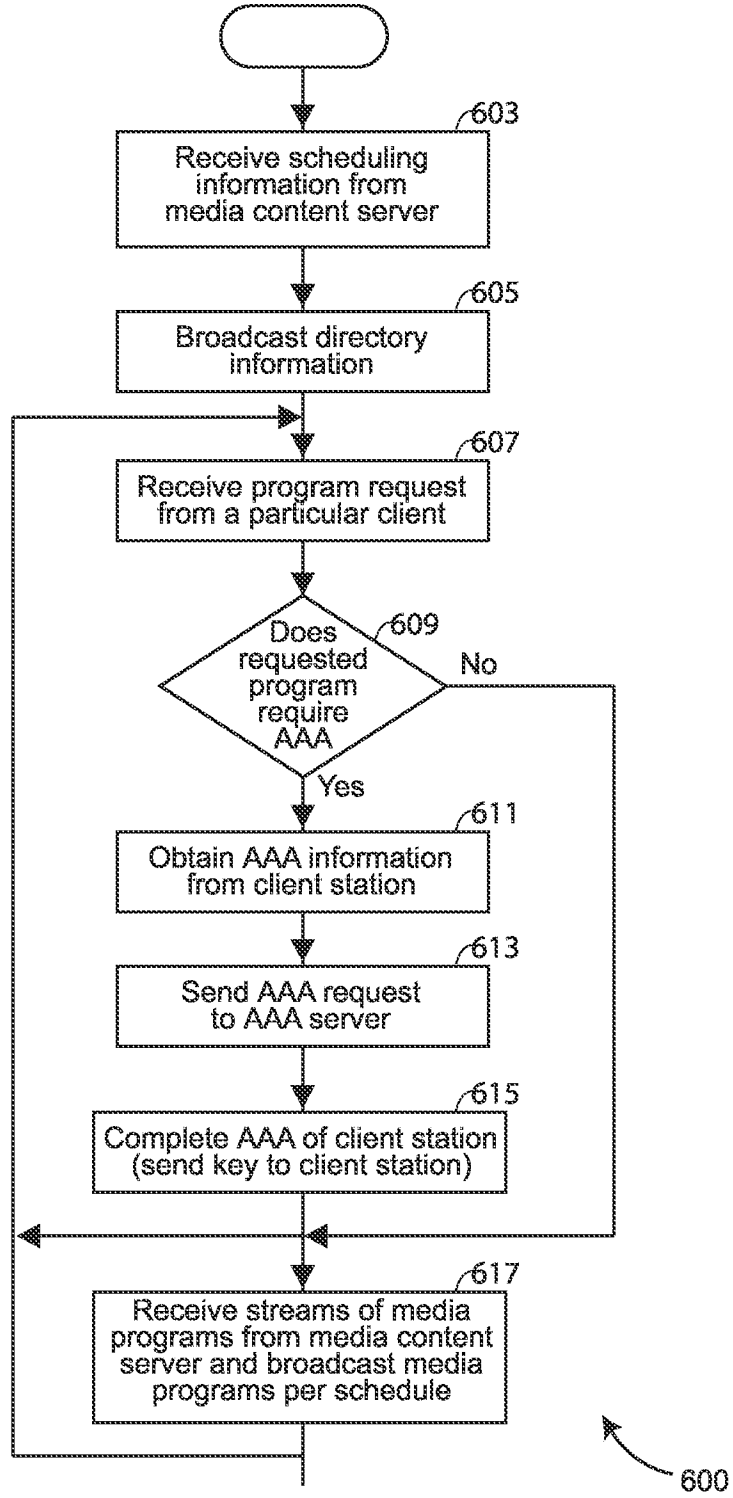 603
Receive scheduling
information from
media content server
605
Broadcast directory
information
607
Receive program request
from a particular client
609
Does
requested
program
require
AAA
No
Yes
611
Obtain AAA information
from client station
613
Send AAA request
to AAA server
615
Complete AAA of client station
(send key to client station)
617
Receive streams of media
programs from media content
server and broadcast media
programs per schedule
600